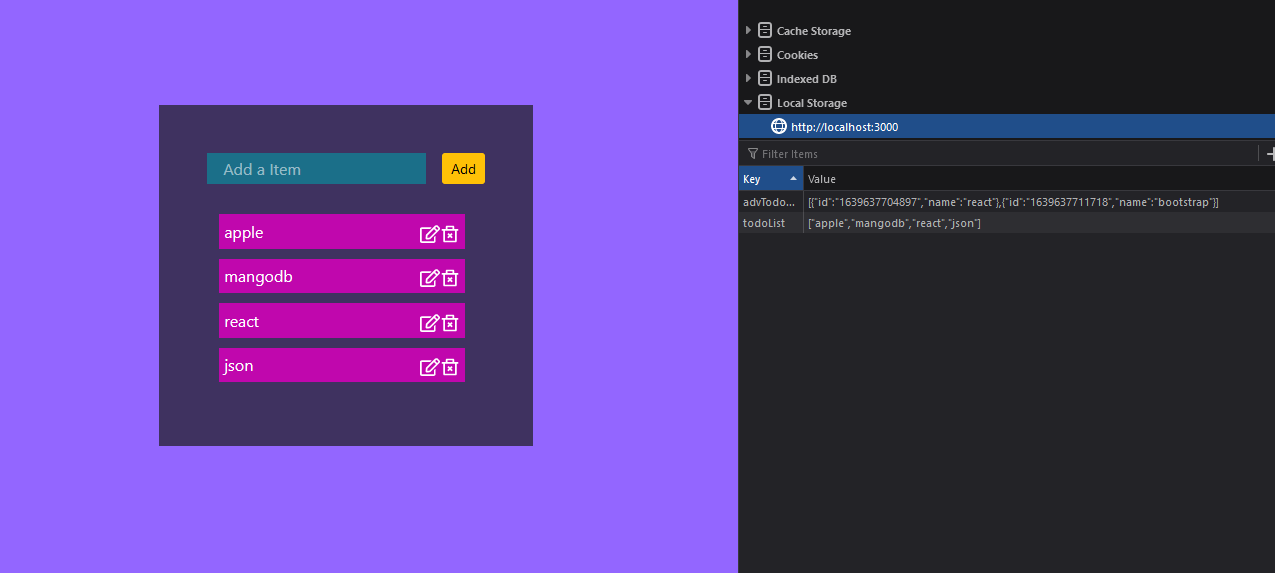 Add a Item
Add
apple
mangodb
react
json
Cache Storage
Cookies
Indexed DB
Local Storage
http://localhost:3000
Filter Items
Key Value
advTodo... [{"id":"1639637704897","name":"react"},{"id":"1639637711718","name":"bootstrap"}]
todoList ["apple","mangodb","react","json"]